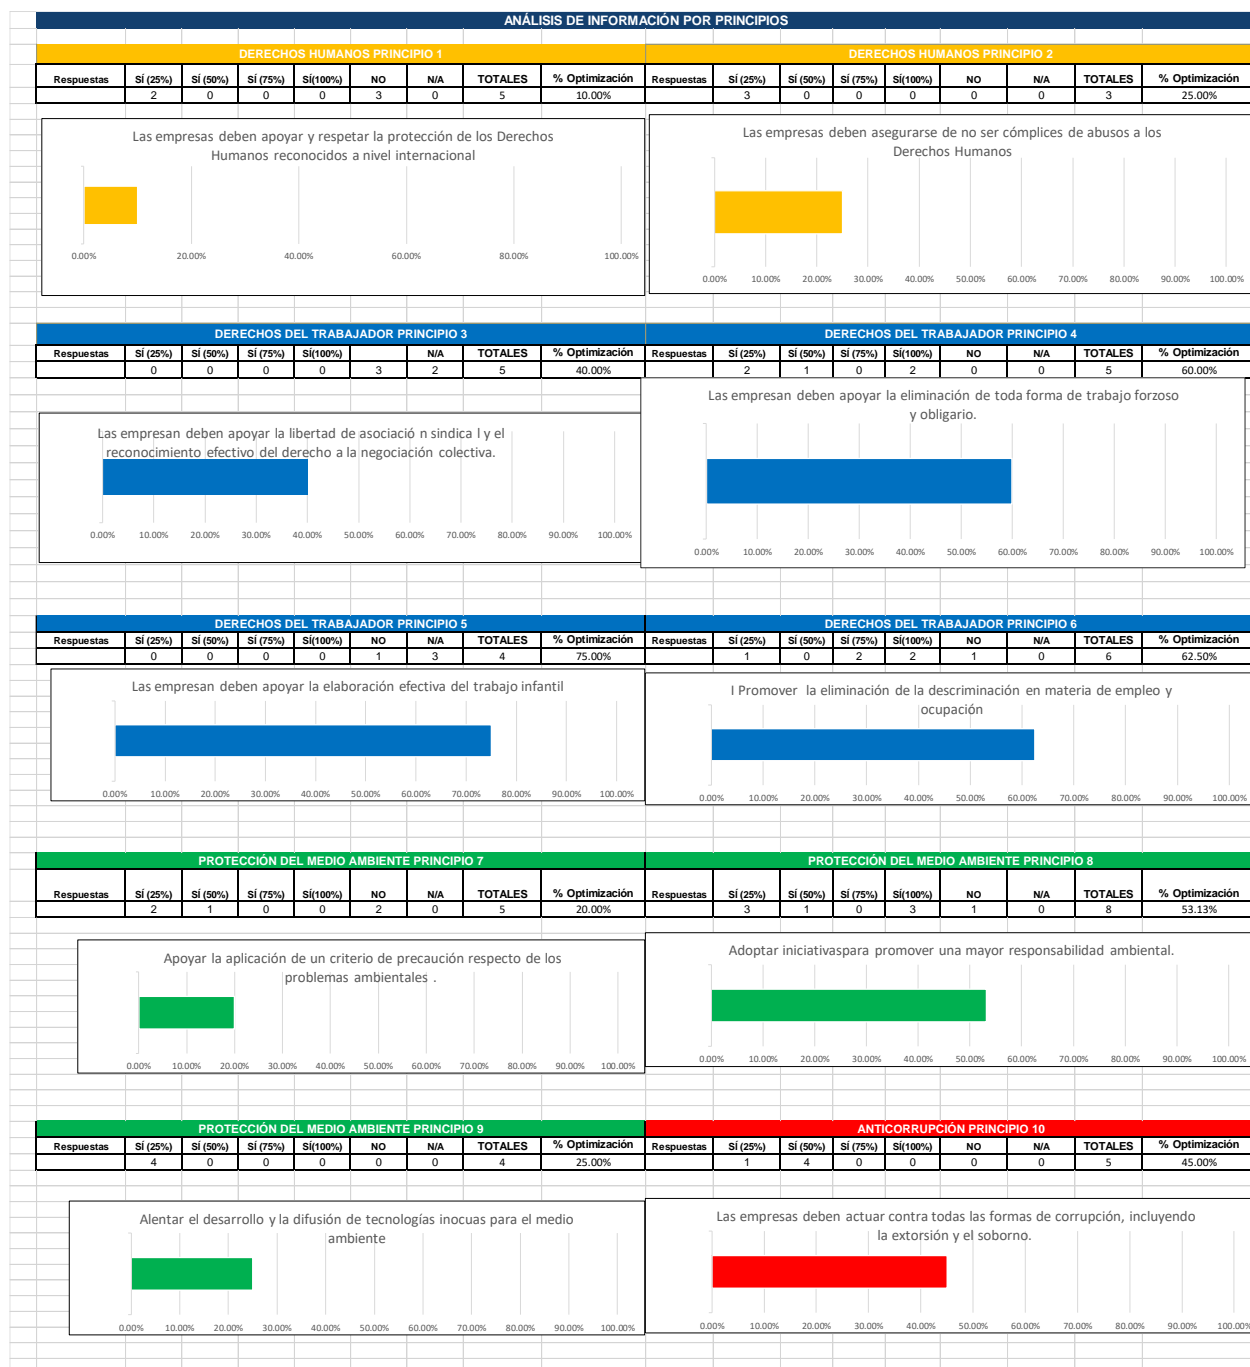 ANÁLISIS DE INFORMACIÓN POR PRINCIPIOS
DERECHOS HUMANOS PRINCIPIO 1
Respuestas SÍ (25%) SÍ (50%) SÍ (75%) SÍ(100%) NO N/A TOTALES % Optimización
2 0 0 0 3 0 5 10.00%
Las empresas deben apoyar y respetar la protección de los Derechos
Humanos reconocidos a nivel internacional
0.00% 20.00% 40.00% 60.00% 80.00% 100.00%
DERECHOS HUMANOS PRINCIPIO 2
Respuestas SÍ (25%) SÍ (50%) SÍ (75%) SÍ(100%) NO N/A TOTALES % Optimización
3 0 0 0 0 0 3 25.00%
Las empresas deben asegurarse de no ser cómplices de abusos a los
Derechos Humanos
0.00% 10.00% 20.00% 30.00% 40.00% 50.00% 60.00% 70.00% 80.00% 90.00% 100.00%
DERECHOS DEL TRABAJADOR PRINCIPIO 3
Respuestas SÍ (25%) SÍ (50%) SÍ (75%) SÍ(100%) N/A TOTALES % Optimización
0 0 0 0 3 2 5 40.00%
Las empresan deben apoyar la libertad de asociació n sindica l y el
reconocimiento efectivo del derecho a la negociación colectiva.
0.00% 10.00% 20.00% 30.00% 40.00% 50.00% 60.00% 70.00% 80.00% 90.00% 100.00%
DERECHOS DEL TRABAJADOR PRINCIPIO 4
Respuestas SÍ (25%) SÍ (50%) SÍ (75%) SÍ(100%) NO N/A TOTALES % Optimización
2 1 0 2 0 0 5 60.00%
Las empresan deben apoyar la eliminación de toda forma de trabajo forzoso
y obligario.
0.00% 10.00% 20.00% 30.00% 40.00% 50.00% 60.00% 70.00% 80.00% 90.00% 100.00%
DERECHOS DEL TRABAJADOR PRINCIPIO 5
Respuestas SÍ (25%) SÍ (50%) SÍ (75%) SÍ(100%) NO N/A TOTALES % Optimización
0 0 0 0 1 3 4 75.00%
Las empresan deben apoyar la elaboración efectiva del trabajo infantil
0.00% 10.00% 20.00% 30.00% 40.00% 50.00% 60.00% 70.00% 80.00% 90.00% 100.00%
DERECHOS DEL TRABAJADOR PRINCIPIO 6
Respuestas SÍ (25%) SÍ (50%) SÍ (75%) SÍ(100%) NO N/A TOTALES % Optimización
1 0 2 2 1 0 6 62.50%
I Promover la eliminación de la descriminación en materia de empleo y
ocupación
0.00% 10.00% 20.00% 30.00% 40.00% 50.00% 60.00% 70.00% 80.00% 90.00% 100.00%
PROTECCIÓN DEL MEDIO AMBIENTE PRINCIPIO 7
Respuestas SÍ (25%) SÍ (50%) SÍ (75%) SÍ(100%) NO N/A TOTALES % Optimización
2 1 0 0 2 0 5 20.00%
Apoyar la aplicación de un criterio de precaución respecto de los
problemas ambientales .
0.00% 10.00% 20.00% 30.00% 40.00% 50.00% 60.00% 70.00% 80.00% 90.00% 100.00%
PROTECCIÓN DEL MEDIO AMBIENTE PRINCIPIO 8
Respuestas SÍ (25%) SÍ (50%) SÍ (75%) SÍ(100%) NO N/A TOTALES % Optimización
3 1 0 3 1 0 8 53.13%
Adoptar iniciativaspara promover una mayor responsabilidad ambiental.
0.00% 10.00% 20.00% 30.00% 40.00% 50.00% 60.00% 70.00% 80.00% 90.00% 100.00%
PROTECCIÓN DEL MEDIO AMBIENTE PRINCIPIO 9
Respuestas SÍ (25%) SÍ (50%) SÍ (75%) SÍ(100%) NO N/A TOTALES % Optimización
4 0 0 0 0 0 4 25.00%
Alentar el desarrollo y la difusión de tecnologías inocuas para el medio
ambiente
0.00% 10.00% 20.00% 30.00% 40.00% 50.00% 60.00% 70.00% 80.00% 90.00% 100.00%
ANTICORRUPCIÓN PRINCIPIO 10
Respuestas SÍ (25%) SÍ (50%) SÍ (75%) SÍ(100%) NO N/A TOTALES % Optimización
1 4 0 0 0 0 5 45.00%
Las empresas deben actuar contra todas las formas de corrupción, incluyendo
la extorsión y el soborno.
0.00% 10.00% 20.00% 30.00% 40.00% 50.00% 60.00% 70.00% 80.00% 90.00% 100.00%